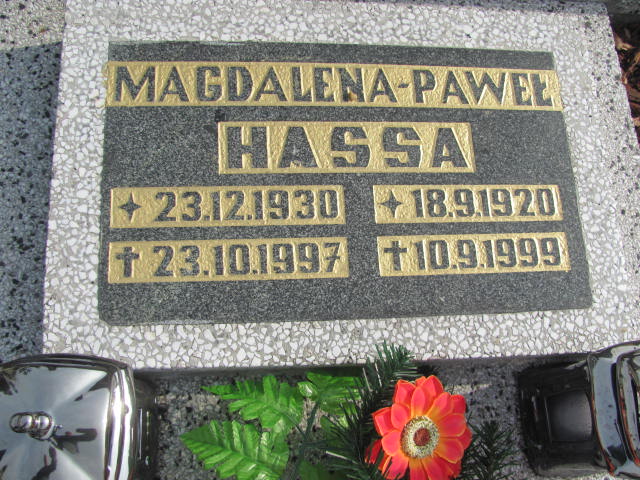 MAGDALENA-PAWEŁ
HASSA
✦ 23.12.1930 ✦ 18.9.1920
✝ 23.10.1997 ✝ 10.9.1999